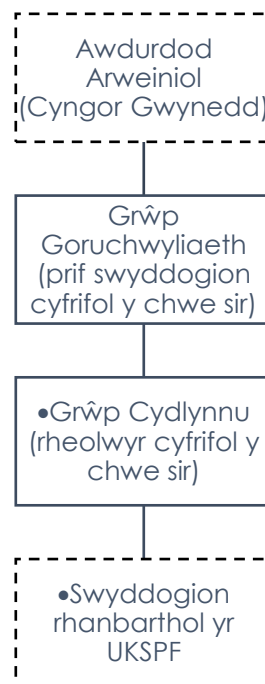 Awdurdod
Arweiniol
(Cyngor Gwynedd)
Grŵp
Goruchwyliaeth
(prif swyddogion
cyfrifol y chwe sir)
•Grŵp Cydlynnu
(rheolwyr cyfrifol y
chwe sir)
•Swyddogion
rhanbarthol yr
UKSPF